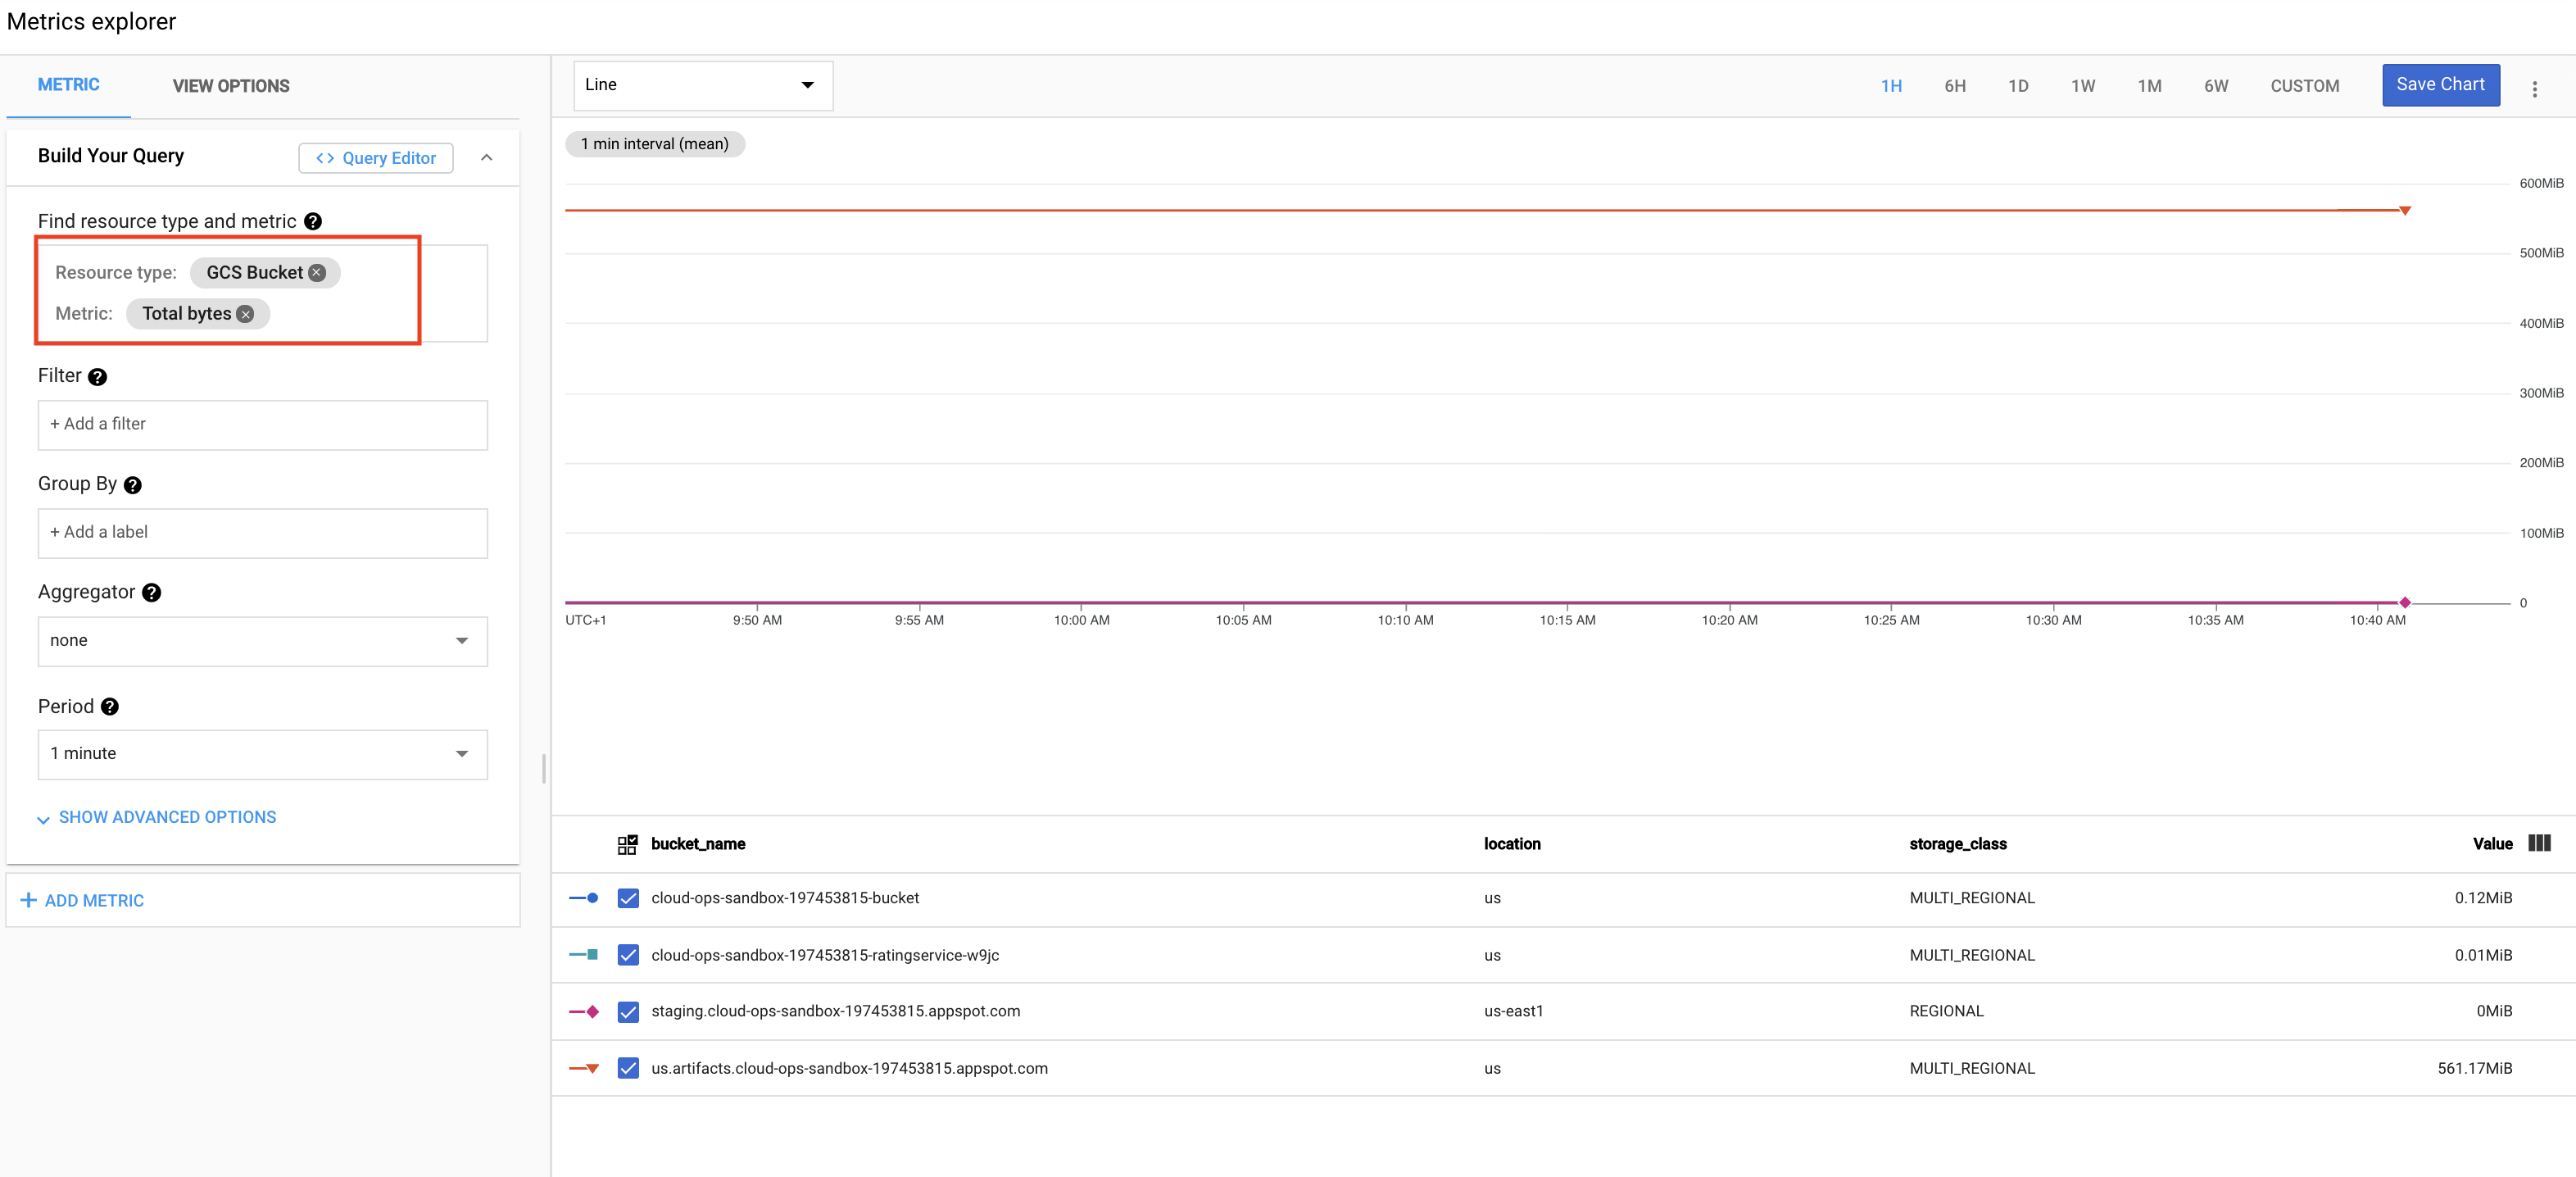 Metrics explorer
METRIC
VIEW OPTIONS
Build Your Query
<> Query Editor
Find resource type and metric ?
Resource type: GCS Bucket
Metric: Total bytes
Filter ?
+ Add a filter
Group By ?
+ Add a label
Aggregator ?
none
Period ?
1 minute
SHOW ADVANCED OPTIONS
+ ADD METRIC
Line
1H 6H 1D 1W 1M 6W CUSTOM
Save Chart
1 min interval (mean)
600MiB
500MiB
400MiB
300MiB
200MiB
100MiB
0
UTC+1 9:50 AM 9:55 AM 10:00 AM 10:05 AM 10:10 AM 10:15 AM 10:20 AM 10:25 AM 10:30 AM 10:35 AM 10:40 AM
bucket_name location storage_class Value
cloud-ops-sandbox-197453815-bucket us MULTI_REGIONAL 0.12MiB
cloud-ops-sandbox-197453815-ratingservice-w9jc us MULTI_REGIONAL 0.01MiB
staging.cloud-ops-sandbox-197453815.appspot.com us-east1 REGIONAL 0MiB
us.artifacts.cloud-ops-sandbox-197453815.appspot.com us MULTI_REGIONAL 561.17MiB